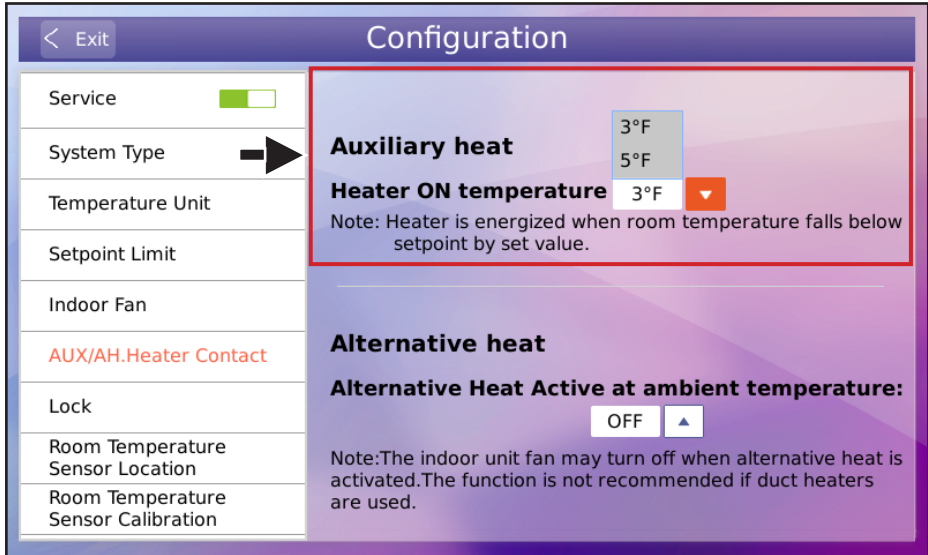 Exit
Configuration
Service
System Type
Temperature Unit
Setpoint Limit
Indoor Fan
AUX/AH.Heater Contact
Lock
Room Temperature
Sensor Location
Room Temperature
Sensor Calibration
Auxiliary heat
3°F
5°F
Heater ON temperature 3°F
Note: Heater is energized when room temperature falls below
setpoint by set value.
Alternative heat
Alternative Heat Active at ambient temperature:
OFF
Note:The indoor unit fan may turn off when alternative heat is
activated.The function is not recommended if duct heaters
are used.